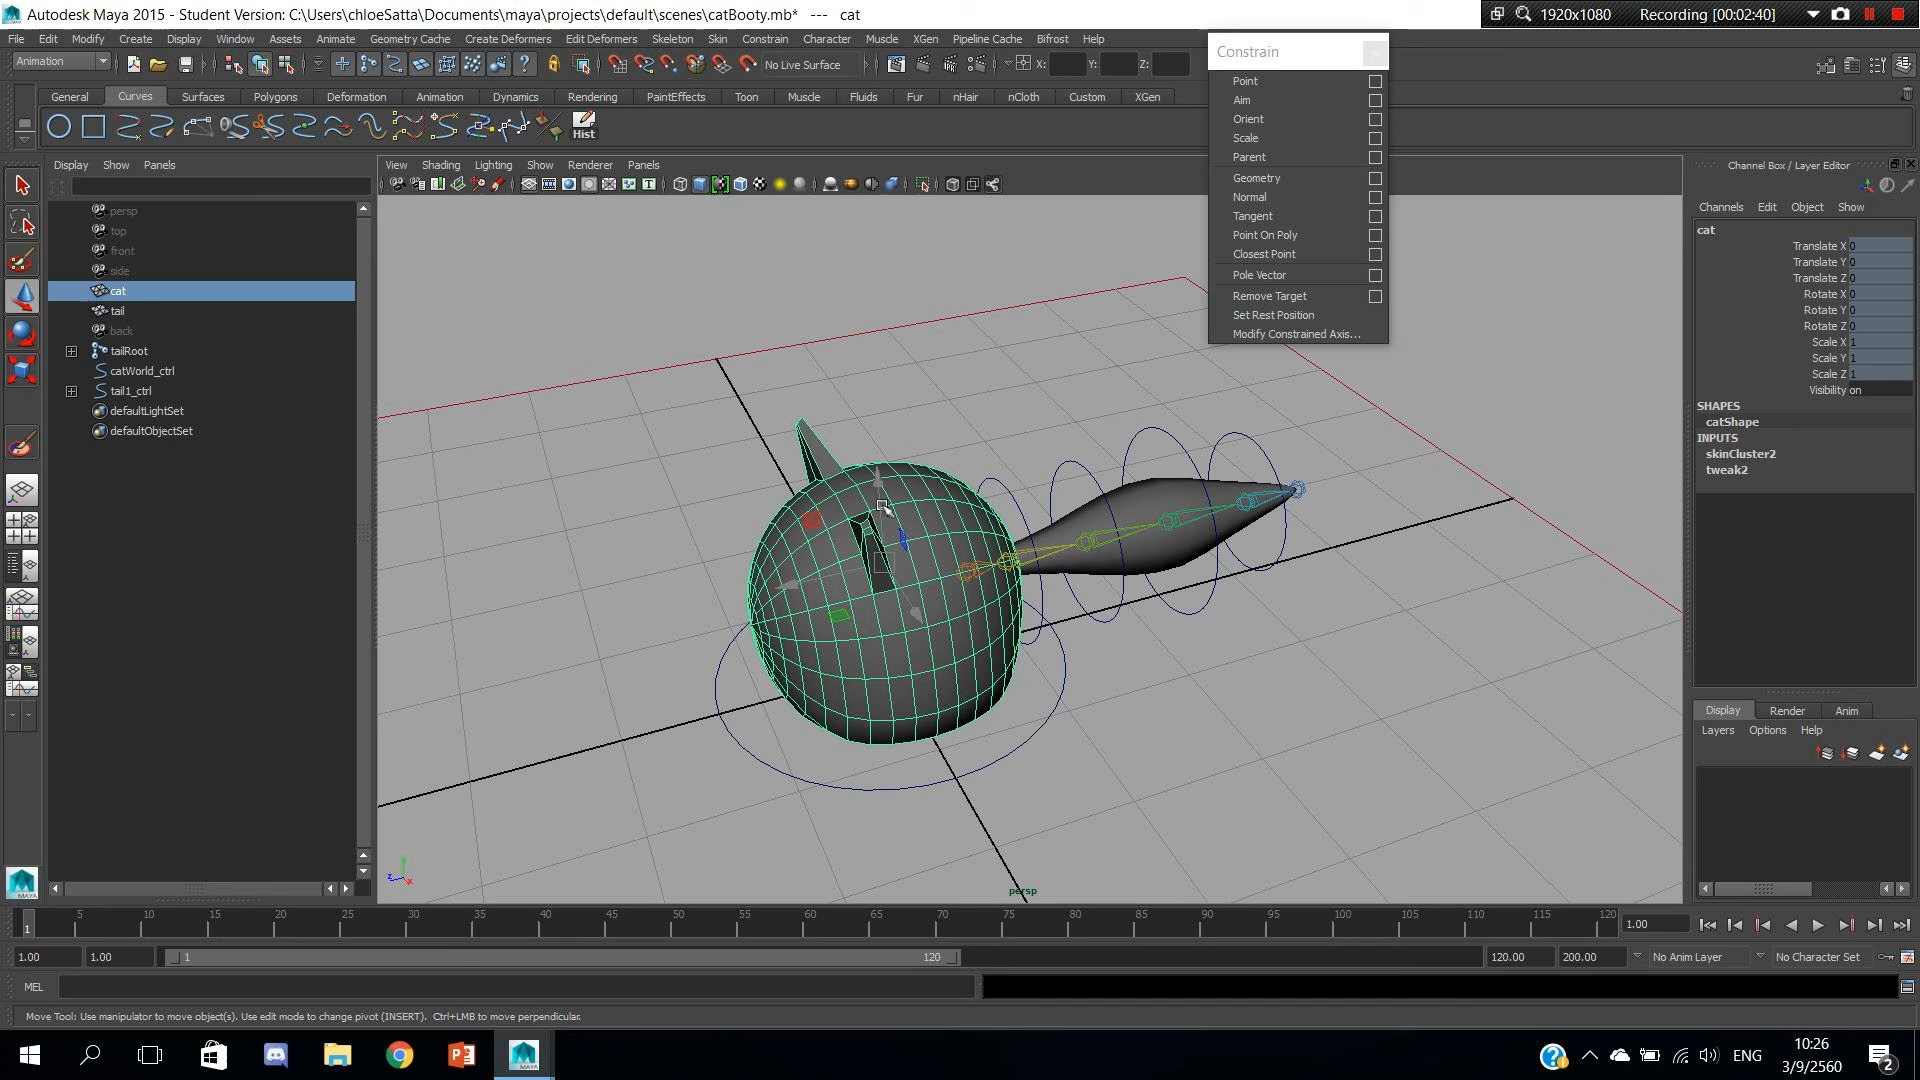 Autodesk Maya 2015 - Student Version: C:\Users\chloeSatta\Documents\maya\projects\default\scenes\catBooty.mb* --- cat
1920x1080 Recording [00:02:40]
File Edit Modify Create Display Window Assets Animate Geometry Cache Create Deformers Edit Deformers Skeleton Skin Constrain Character Muscle XGen Pipeline Cache Bifrost Help
Animation
No Live Surface
X: Y: Z:
General Curves Surfaces Polygons Deformation Animation Dynamics Rendering PaintEffects Toon Muscle Fluids Fur nHair nCloth Custom XGen
Hist
Display Show Panels
View Shading Lighting Show Renderer Panels
persp
top
front
side
cat
tail
back
tailRoot
catWorld_ctrl
tail1_ctrl
defaultLightSet
defaultObjectSet
Constrain
Point
Aim
Orient
Scale
Parent
Geometry
Normal
Tangent
Point On Poly
Closest Point
Pole Vector
Remove Target
Set Rest Position
Modify Constrained Axis...
Channel Box / Layer Editor
Channels Edit Object Show
cat
Translate X 0
Translate Y 0
Translate Z 0
Rotate X 0
Rotate Y 0
Rotate Z 0
Scale X 1
Scale Y 1
Scale Z 1
Visibility on
SHAPES
catShape
INPUTS
skinCluster2
tweak2
Display Render Anim
Layers Options Help
z x
persp
MAYA
1 5 10 15 20 25 30 35 40 45 50 55 60 65 70 75 80 85 90 95 100 105 110 115 120 1.00
1.00 1.00 1 120 120.00 200.00 No Anim Layer No Character Set
MEL
Move Tool: Use manipulator to move object(s). Use edit mode to change pivot (INSERT). Ctrl+LMB to move perpendicular.
ENG
10:26
3/9/2560
2